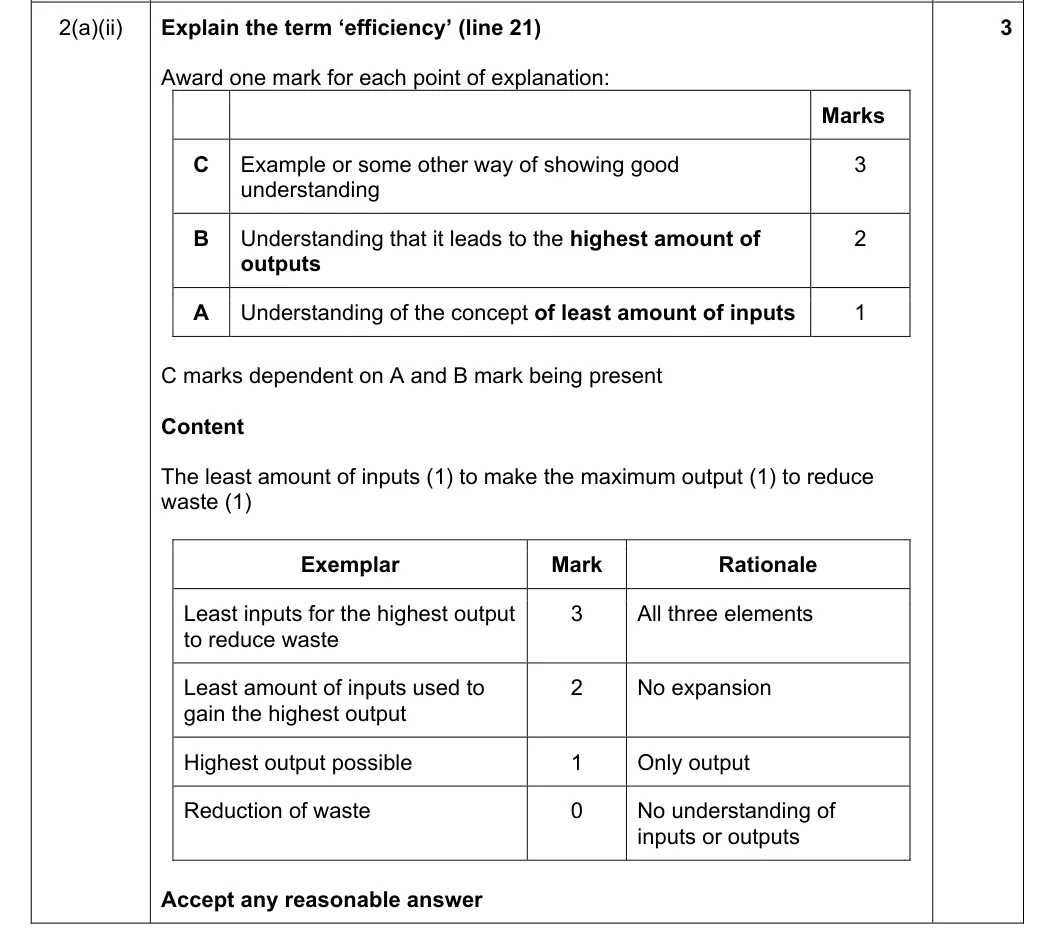 2(a)(ii) Explain the term ‘efficiency’ (line 21) 3
Award one mark for each point of explanation:
Marks
C Example or some other way of showing good 3
understanding
B Understanding that it leads to the highest amount of 2
outputs
A Understanding of the concept of least amount of inputs 1
C marks dependent on A and B mark being present
Content
The least amount of inputs (1) to make the maximum output (1) to reduce
waste (1)
Exemplar Mark Rationale
Least inputs for the highest output 3 All three elements
to reduce waste
Least amount of inputs used to 2 No expansion
gain the highest output
Highest output possible 1 Only output
Reduction of waste 0 No understanding of
inputs or outputs
Accept any reasonable answer